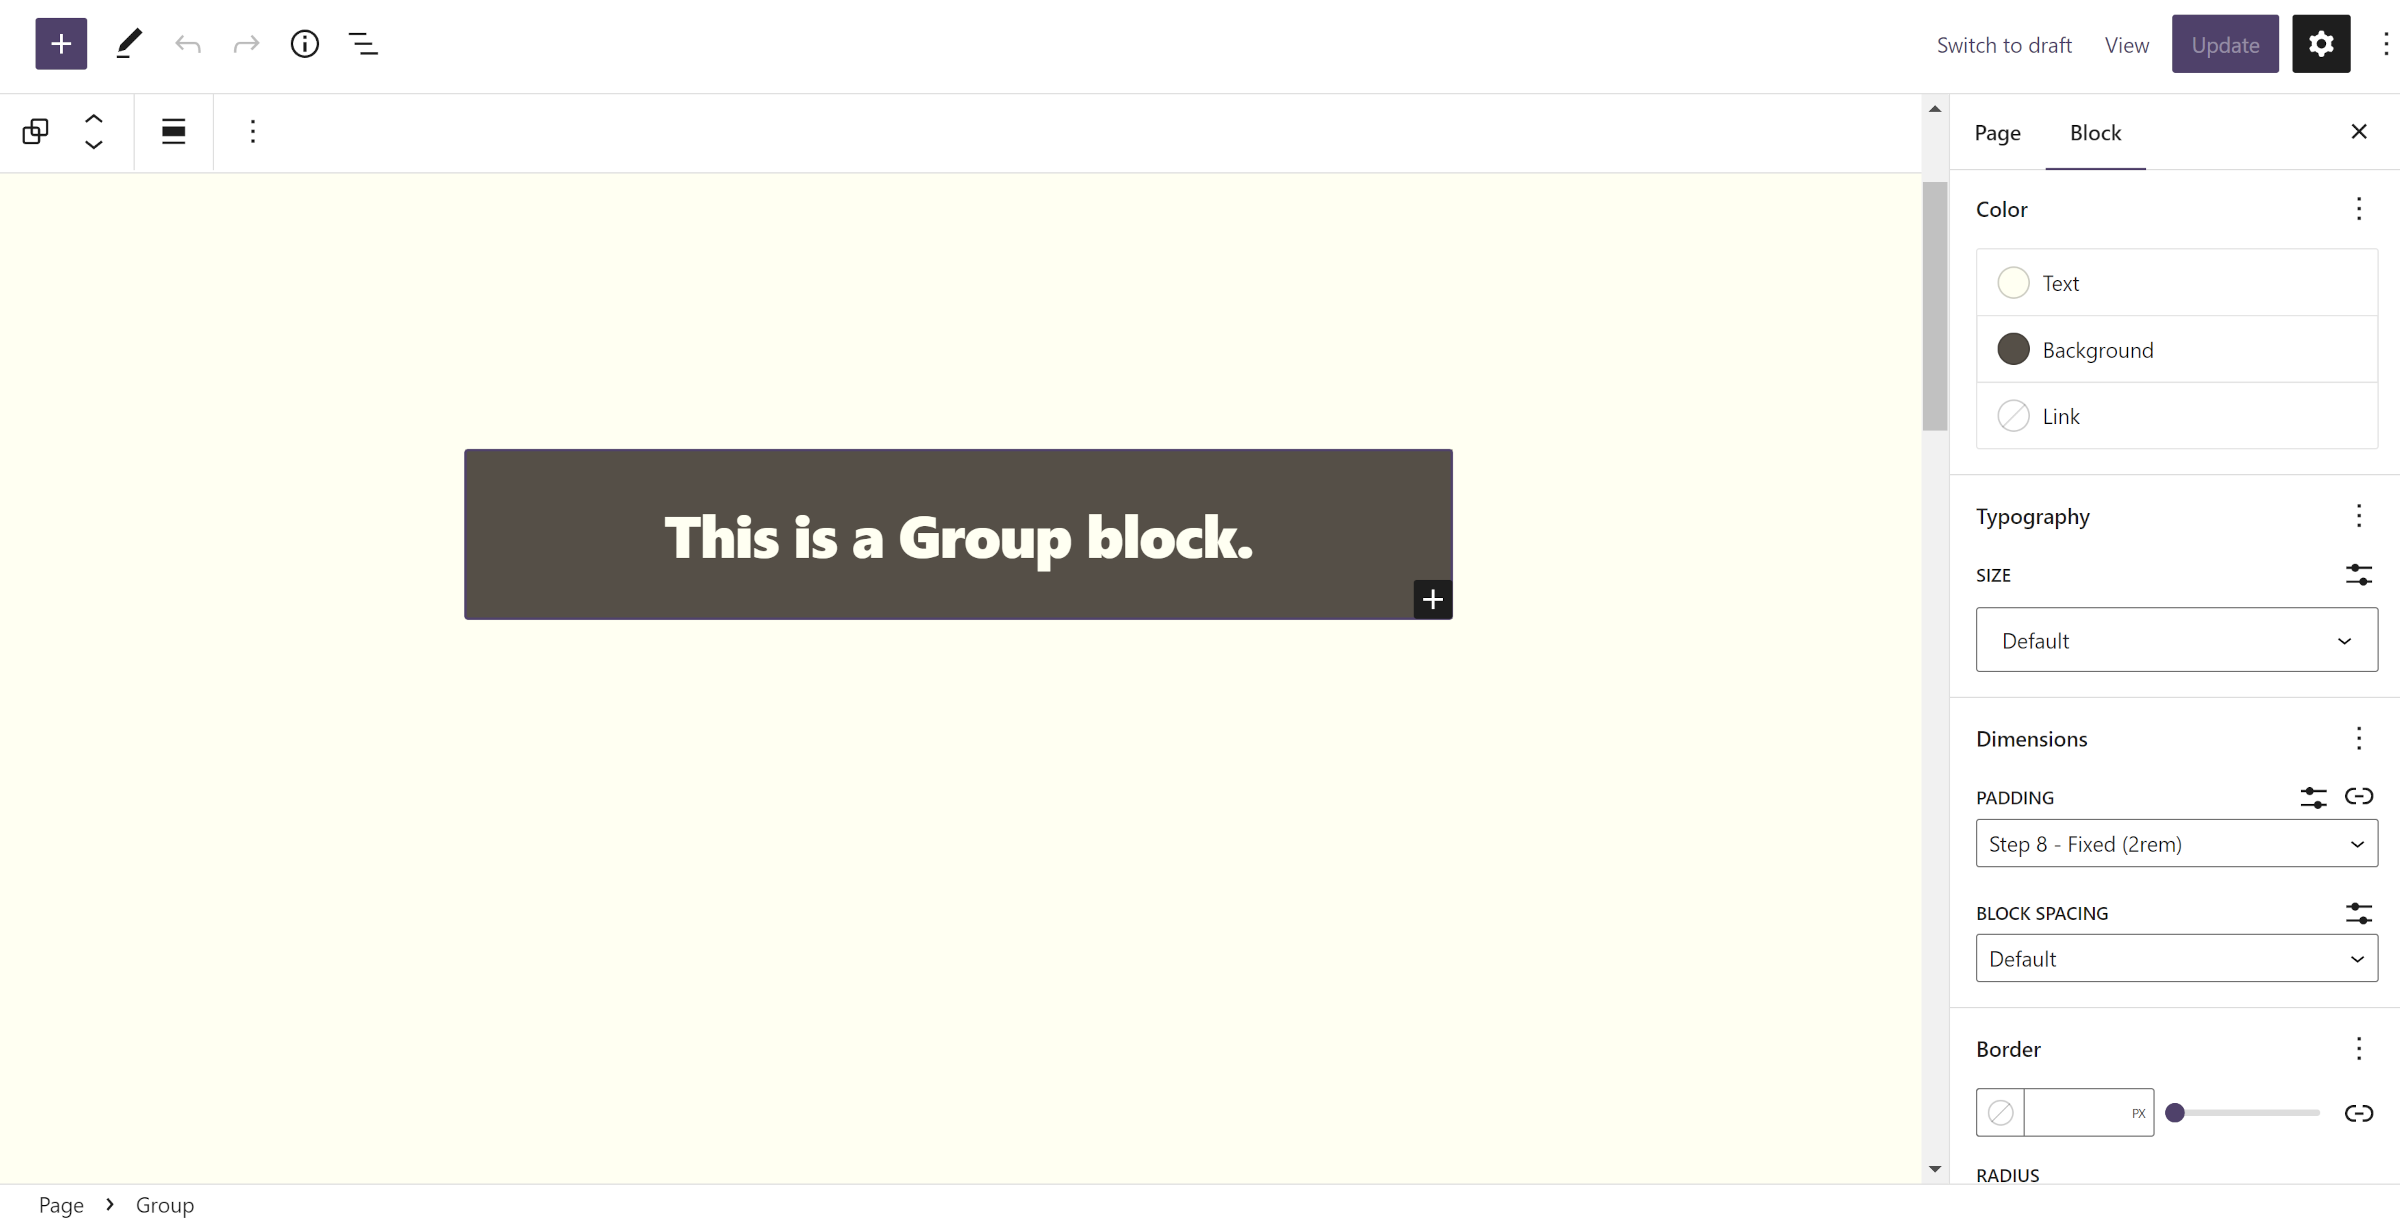 Switch to draft View Update
Page Block
Color
Text
Background
Link
Typography
SIZE
Default
Dimensions
PADDING
Step 8 - Fixed (2rem)
BLOCK SPACING
Default
Border
PX
RADIUS
This is a Group block.
Page > Group